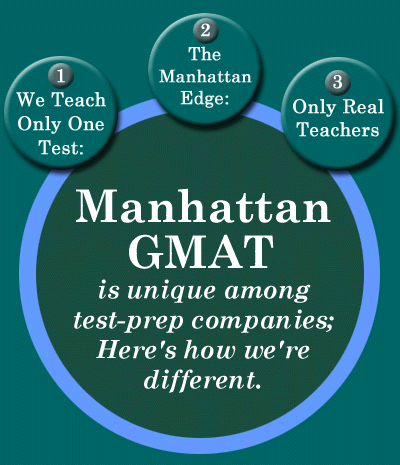 1
We Teach
Only One
Test:
2
The
Manhattan
Edge:
3
Only Real
Teachers
Manhattan
GMAT
is unique among
test-prep companies;
Here's how we're
different.